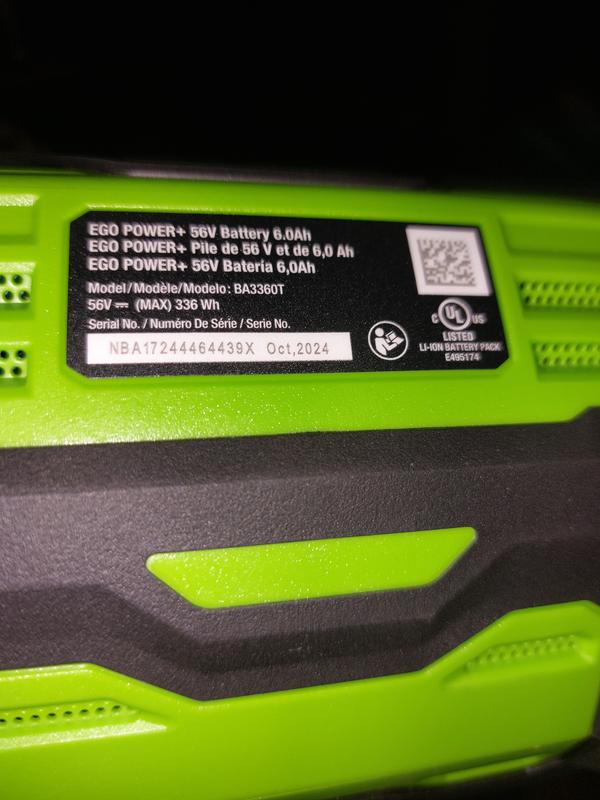 EGO POWER+ 56V Battery 6.0Ah
EGO POWER+ Pile de 56 V et de 6,0 Ah
EGO POWER+ 56V Batería 6,0Ah
Model/Modèle/Modelo: BA3360T
56V⎓ (MAX) 336 Wh
Serial No. / Numéro De Série / Serie No.
NBA17244464439X Oct,2024
C UL US
LISTED
LI-ION BATTERY PACK
E495174